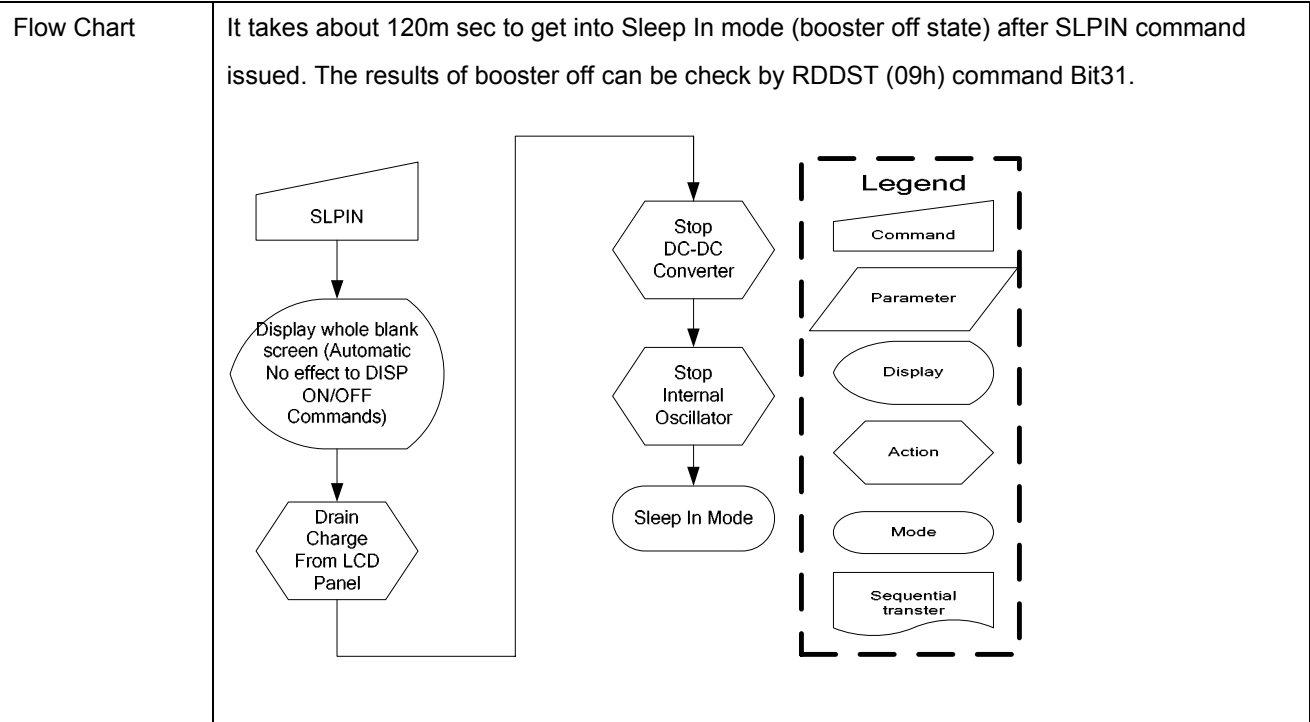 Flow Chart
It takes about 120m sec to get into Sleep In mode (booster off state) after SLPIN command
issued. The results of booster off can be check by RDDST (09h) command Bit31.
SLPIN
Display whole blank
screen (Automatic
No effect to DISP
ON/OFF
Commands)
Drain
Charge
From LCD
Panel
Stop
DC-DC
Converter
Stop
Internal
Oscillator
Sleep In Mode
Legend
Command
Parameter
Display
Action
Mode
Sequential
transter